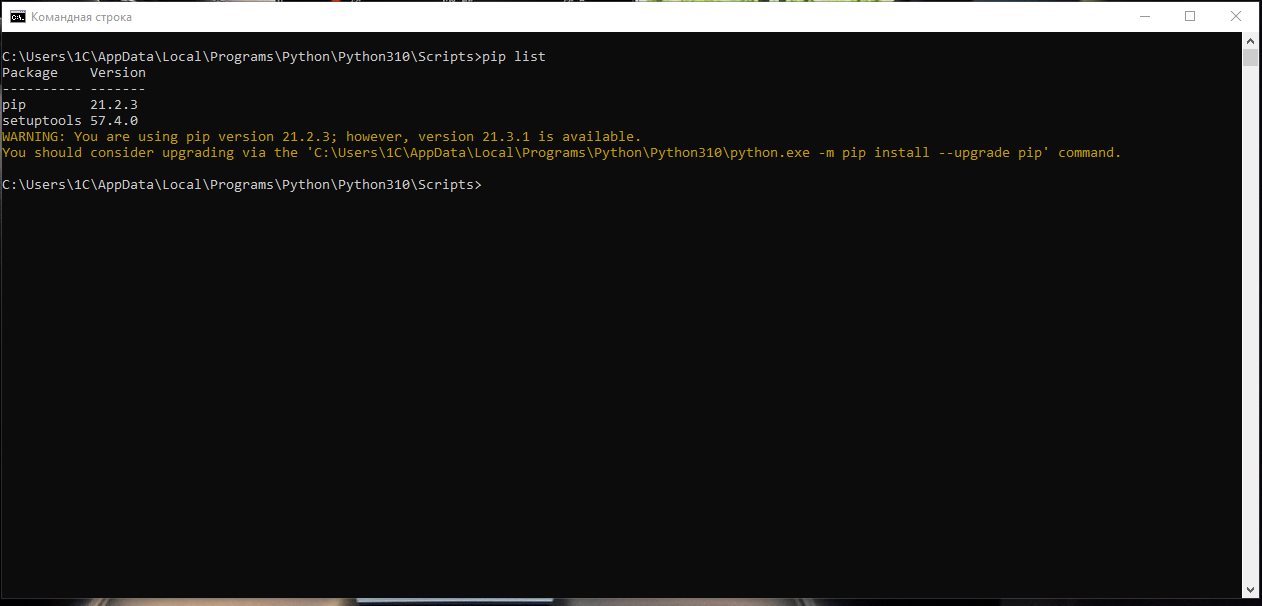 Командная строка
C:\Users\1C\AppData\Local\Programs\Python\Python310\Scripts>pip list
Package    Version
---------- -------
pip        21.2.3
setuptools 57.4.0
WARNING: You are using pip version 21.2.3; however, version 21.3.1 is available.
You should consider upgrading via the 'C:\Users\1C\AppData\Local\Programs\Python\Python310\python.exe -m pip install --upgrade pip' command.
C:\Users\1C\AppData\Local\Programs\Python\Python310\Scripts>